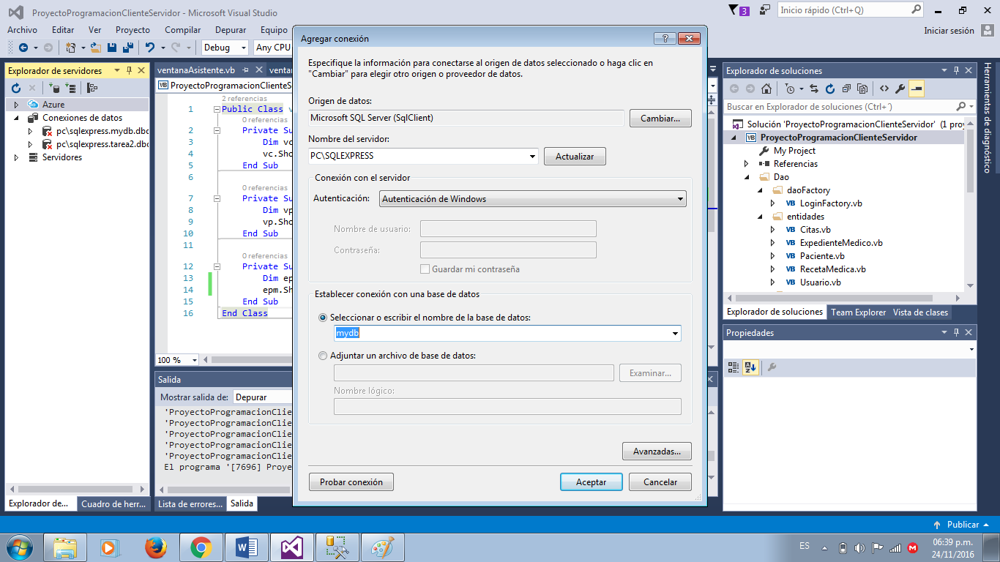 ProyectoProgramacionClienteServidor - Microsoft Visual Studio
3
Inicio rápido (Ctrl+Q)
Archivo Editar Ver Proyecto Compilar Depurar Equipo
Iniciar sesión
Debug Any CPU
Explorador de servidores
Azure
Conexiones de datos
pc\sqlexpress.mydb.dbo
pc\sqlexpress.tarea2.dbo
Servidores
Explorador de... Cuadro de herr...
ventanaAsistente.vb ventan
VB ProyectoProgramacionClienteS
2 referencias
1 Public Class v
0 referencias
2 Private Su
3 Dim vc
4 vc.Sho
5 End Sub
6
0 referencias
7 Private Su
8 Dim vp
9 vp.Sho
10 End Sub
11
0 referencias
12 Private Su
13 Dim ep
14 epm.Sh
15 End Sub
16 End Class
100 %
Salida
Mostrar salida de: Depurar
'ProyectoProgramacionClie
'ProyectoProgramacionClie
'ProyectoProgramacionClie
'ProyectoProgramacionClie
'ProyectoProgramacionClie
El programa '[7696] Proye
Lista de errores... Salida
Agregar conexión
?
Especifique la información para conectarse al origen de datos seleccionado o haga clic en
"Cambiar" para elegir otro origen o proveedor de datos.
Origen de datos:
Microsoft SQL Server (SqlClient) Cambiar...
Nombre del servidor:
PC\SQLEXPRESS Actualizar
Conexión con el servidor
Autenticación: Autenticación de Windows
Nombre de usuario:
Contraseña:
Guardar mi contraseña
Establecer conexión con una base de datos
Seleccionar o escribir el nombre de la base de datos:
mydb
Adjuntar un archivo de base de datos:
Examinar...
Nombre lógico:
Avanzadas...
Probar conexión Aceptar Cancelar
Explorador de soluciones
Buscar en Explorador de soluciones (Ctrl+´)
Solución 'ProyectoProgramacionClienteServidor' (1 proy
VB ProyectoProgramacionClienteServidor
My Project
Referencias
Dao
daoFactory
VB LoginFactory.vb
entidades
VB Citas.vb
VB ExpedienteMedico.vb
VB Paciente.vb
VB RecetaMedica.vb
VB Usuario.vb
Explorador de soluciones Team Explorer Vista de clases
Propiedades
Herramientas de diagnóstico
Publicar
ES
06:39 p.m.
24/11/2016